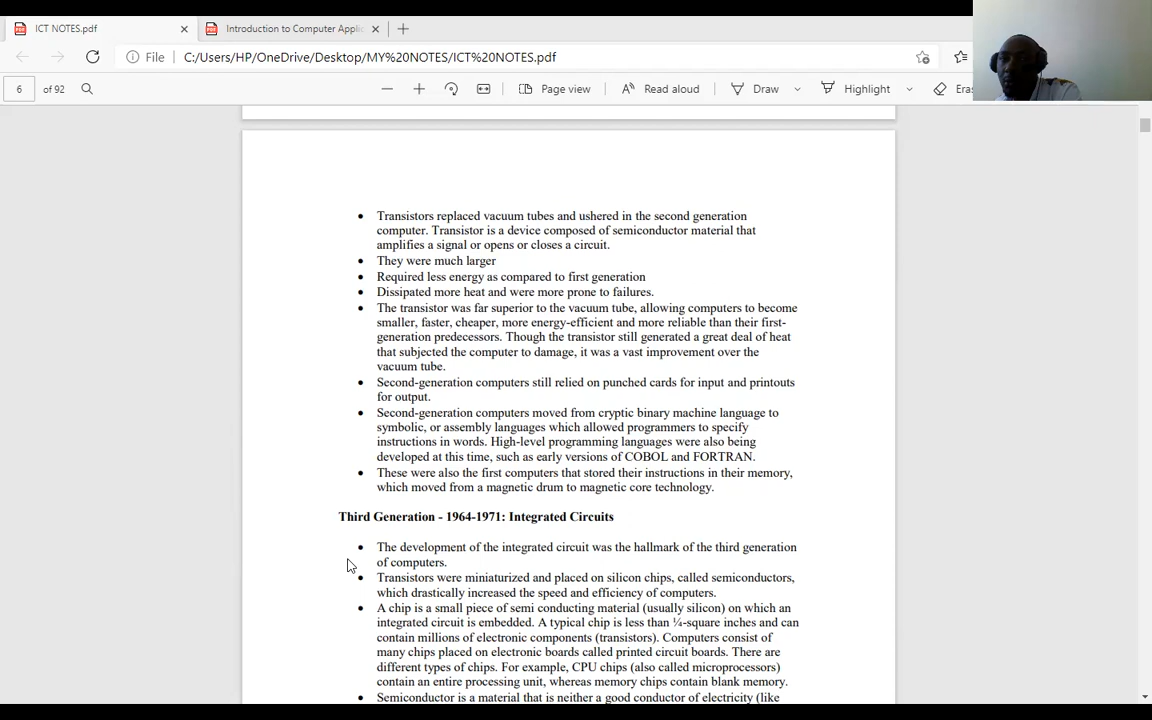 ICT NOTES.pdf
Introduction to Computer Applic
File C:/Users/HP/OneDrive/Desktop/MY%20NOTES/ICT%20NOTES.pdf
6 of 92 Page view Read aloud Draw Highlight Eras
Transistors replaced vacuum tubes and ushered in the second generation
computer. Transistor is a device composed of semiconductor material that
amplifies a signal or opens or closes a circuit.
They were much larger
Required less energy as compared to first generation
Dissipated more heat and were more prone to failures.
The transistor was far superior to the vacuum tube, allowing computers to become
smaller, faster, cheaper, more energy-efficient and more reliable than their first-
generation predecessors. Though the transistor still generated a great deal of heat
that subjected the computer to damage, it was a vast improvement over the
vacuum tube.
Second-generation computers still relied on punched cards for input and printouts
for output.
Second-generation computers moved from cryptic binary machine language to
symbolic, or assembly languages which allowed programmers to specify
instructions in words. High-level programming languages were also being
developed at this time, such as early versions of COBOL and FORTRAN.
These were also the first computers that stored their instructions in their memory,
which moved from a magnetic drum to magnetic core technology.
Third Generation - 1964-1971: Integrated Circuits
The development of the integrated circuit was the hallmark of the third generation
of computers.
Transistors were miniaturized and placed on silicon chips, called semiconductors,
which drastically increased the speed and efficiency of computers.
A chip is a small piece of semi conducting material (usually silicon) on which an
integrated circuit is embedded. A typical chip is less than ¼-square inches and can
contain millions of electronic components (transistors). Computers consist of
many chips placed on electronic boards called printed circuit boards. There are
different types of chips. For example, CPU chips (also called microprocessors)
contain an entire processing unit, whereas memory chips contain blank memory.
Semiconductor is a material that is neither a good conductor of electricity (like